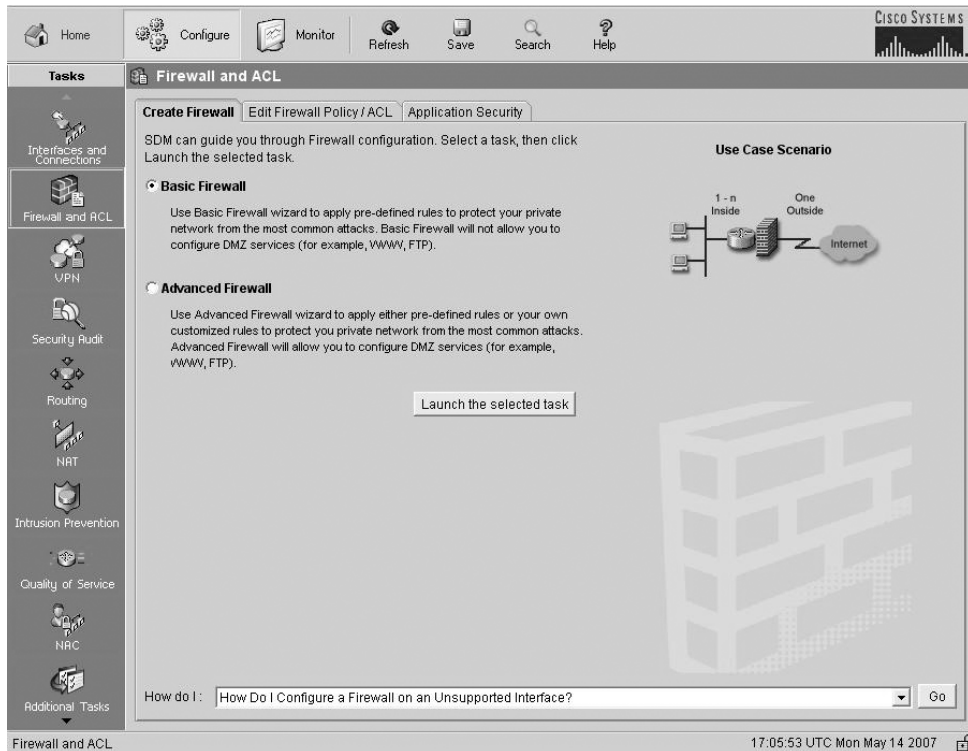 Home
Configure
Monitor
Refresh
Save
Search
Help
CISCO SYSTEMS
Tasks
Firewall and ACL
Interfaces and
Connections
Firewall and ACL
VPN
Security Audit
Routing
NAT
Intrusion Prevention
Quality of Service
NAC
Additional Tasks
Create Firewall
Edit Firewall Policy / ACL
Application Security
SDM can guide you through Firewall configuration. Select a task, then click
Launch the selected task.
Basic Firewall
Use Basic Firewall wizard to apply pre-defined rules to protect your private
network from the most common attacks. Basic Firewall will not allow you to
configure DMZ services (for example, WWW, FTP).
Advanced Firewall
Use Advanced Firewall wizard to apply either pre-defined rules or your own
customized rules to protect you private network from the most common attacks.
Advanced Firewall will allow you to configure DMZ services (for example,
WWW, FTP).
Launch the selected task
Use Case Scenario
1 - n
Inside
One
Outside
Internet
How do I :
How Do I Configure a Firewall on an Unsupported Interface?
Go
Firewall and ACL
17:05:53 UTC Mon May 14 2007